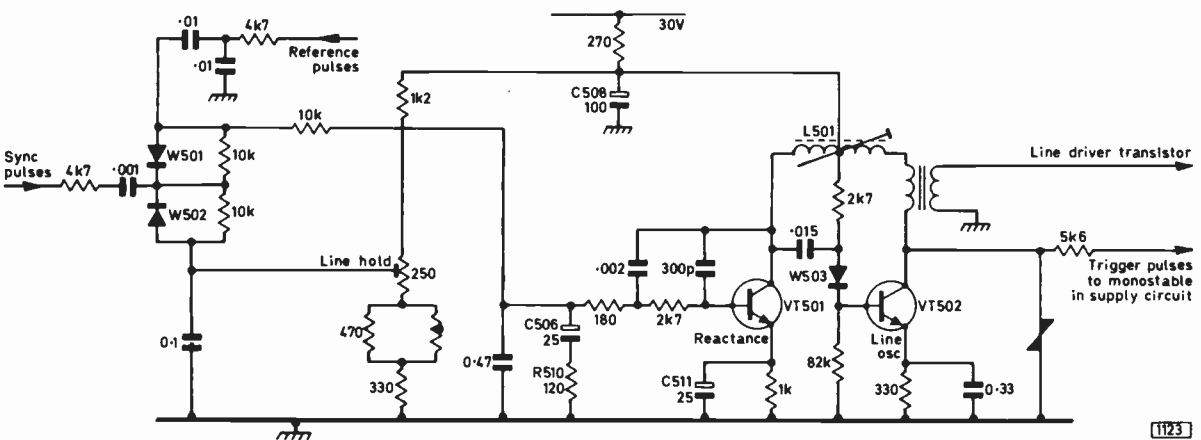 ·01
4k7
Reference
pulses
·01
30V
270
C508
100
1k2
10k
L501
Sync
pulses
4k7
·001
W501
10k
W502
10k
Line driver transistor
2k7
5k6
Trigger pulses
to monostable
in supply circuit
Line hold
250
·002
300p
·015
W503
VT501
VT502
180
2k7
Reactance
Line
osc
470
C506
25
0·1
0·47
R510
120
330
C511
25
1k
82k
330
0·33
1123